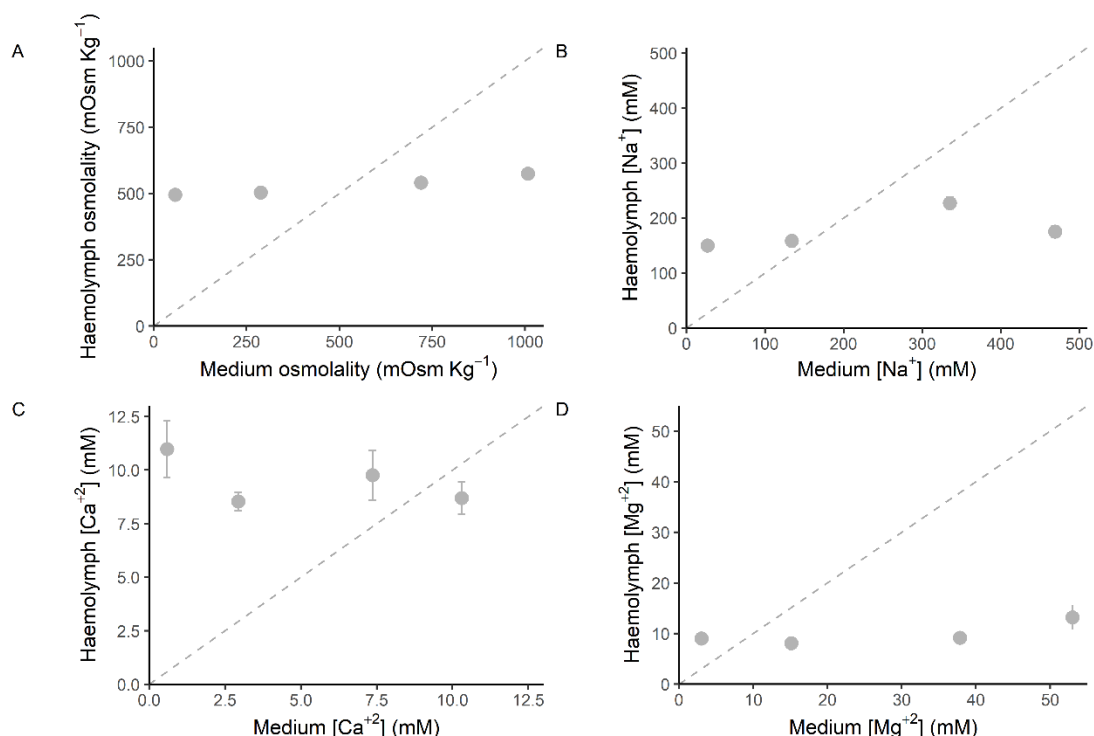 A
Haemolymph osmolality (mOsm Kg⁻¹)
1000
750
500
250
0
0 250 500 750 1000
Medium osmolality (mOsm Kg⁻¹)
B
Haemolymph [Na⁺] (mM)
500
400
300
200
100
0
0 100 200 300 400 500
Medium [Na⁺] (mM)
C
Haemolymph [Ca⁺²] (mM)
12.5
10.0
7.5
5.0
2.5
0.0
0.0 2.5 5.0 7.5 10.0 12.5
Medium [Ca⁺²] (mM)
D
Haemolymph [Mg⁺²] (mM)
50
40
30
20
10
0
0 10 20 30 40 50
Medium [Mg⁺²] (mM)